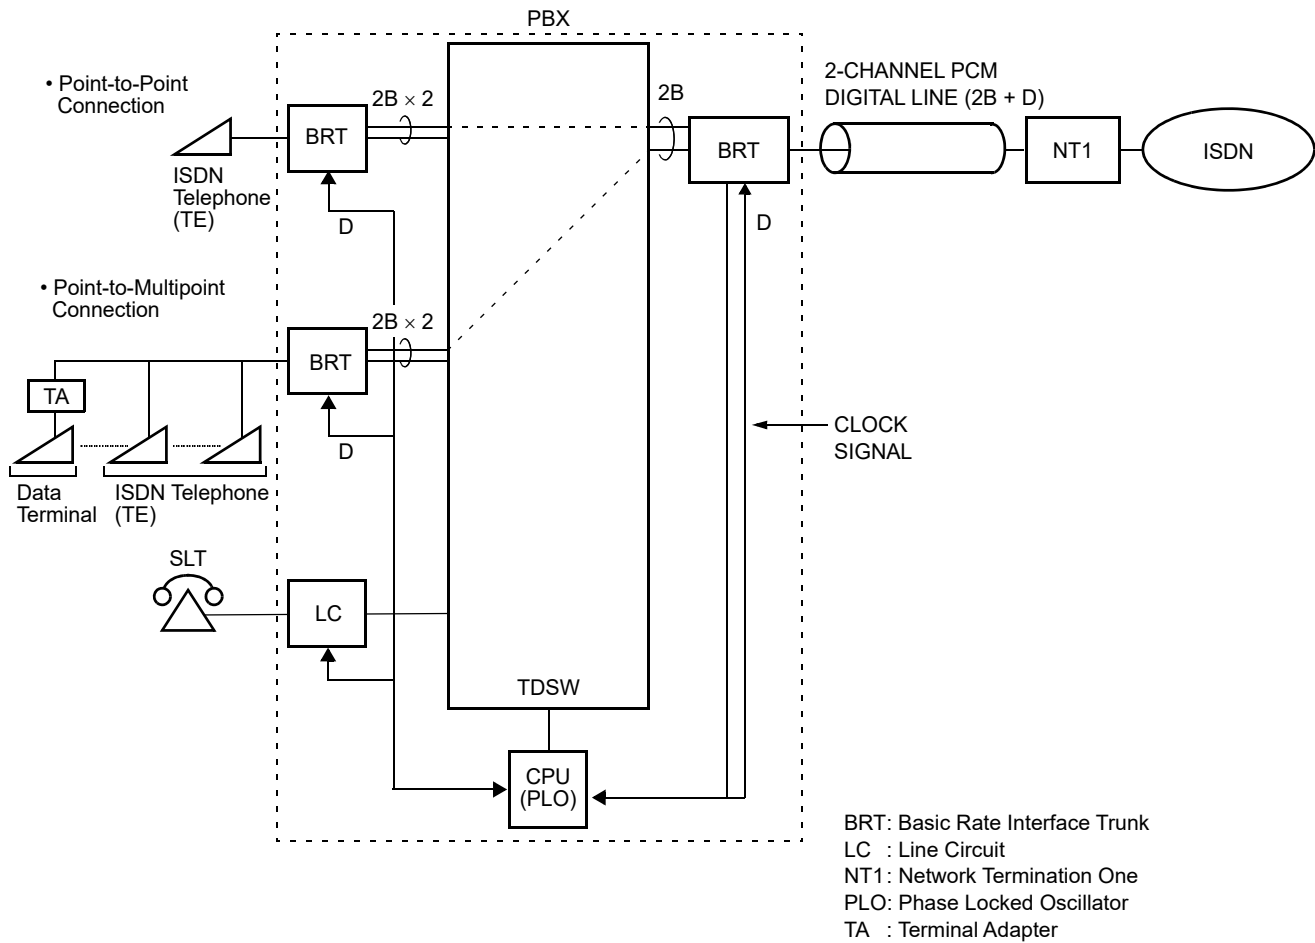 PBX
• Point-to-Point
Connection
2B × 2
BRT
ISDN
Telephone
(TE)
D
2B
BRT
D
2-CHANNEL PCM
DIGITAL LINE (2B + D)
NT1
ISDN
• Point-to-Multipoint
Connection
2B × 2
BRT
TA
D
Data
Terminal
ISDN Telephone
(TE)
CLOCK
SIGNAL
SLT
LC
TDSW
CPU
(PLO)
BRT: Basic Rate Interface Trunk
LC : Line Circuit
NT1: Network Termination One
PLO: Phase Locked Oscillator
TA : Terminal Adapter